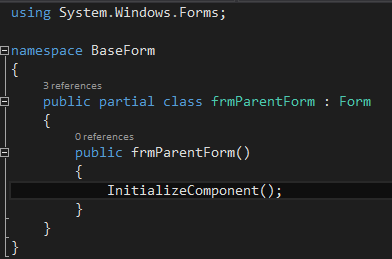 using System.Windows.Forms;
namespace BaseForm
{
3 references
public partial class frmParentForm : Form
{
0 references
public frmParentForm()
{
InitializeComponent();
}
}
}